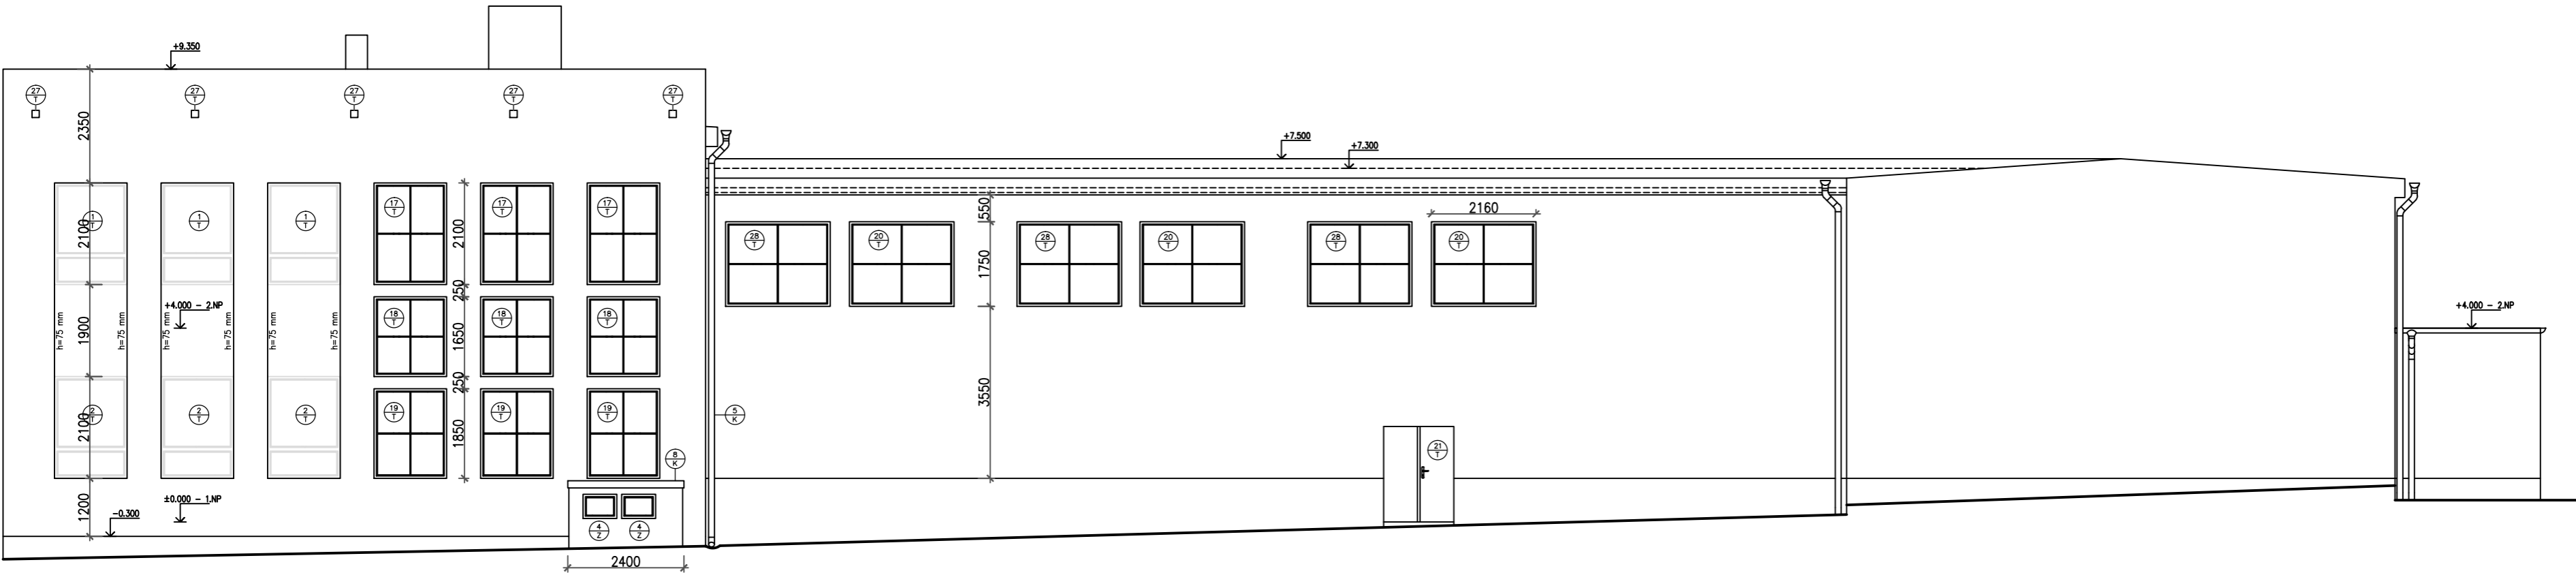 +9.350
27
T
27
T
27
T
27
T
27
T
2350
+7.500
+7.300
1
T
1
T
1
T
17
T
17
T
17
T
2100
2100
550
2160
28
T
20
T
28
T
20
T
28
T
20
T
1750
+4.000 - 2.NP
+4.000 - 2.NP
h=75 mm
h=75 mm
h=75 mm
h=75 mm
h=75 mm
h=75 mm
1900
250
18
T
18
T
18
T
1650
250
3550
2
T
2
T
2
T
2100
19
T
19
T
19
T
1850
5
K
21
T
8
K
±0.000 - 1.NP
1200
-0.300
4
Z
4
Z
2400